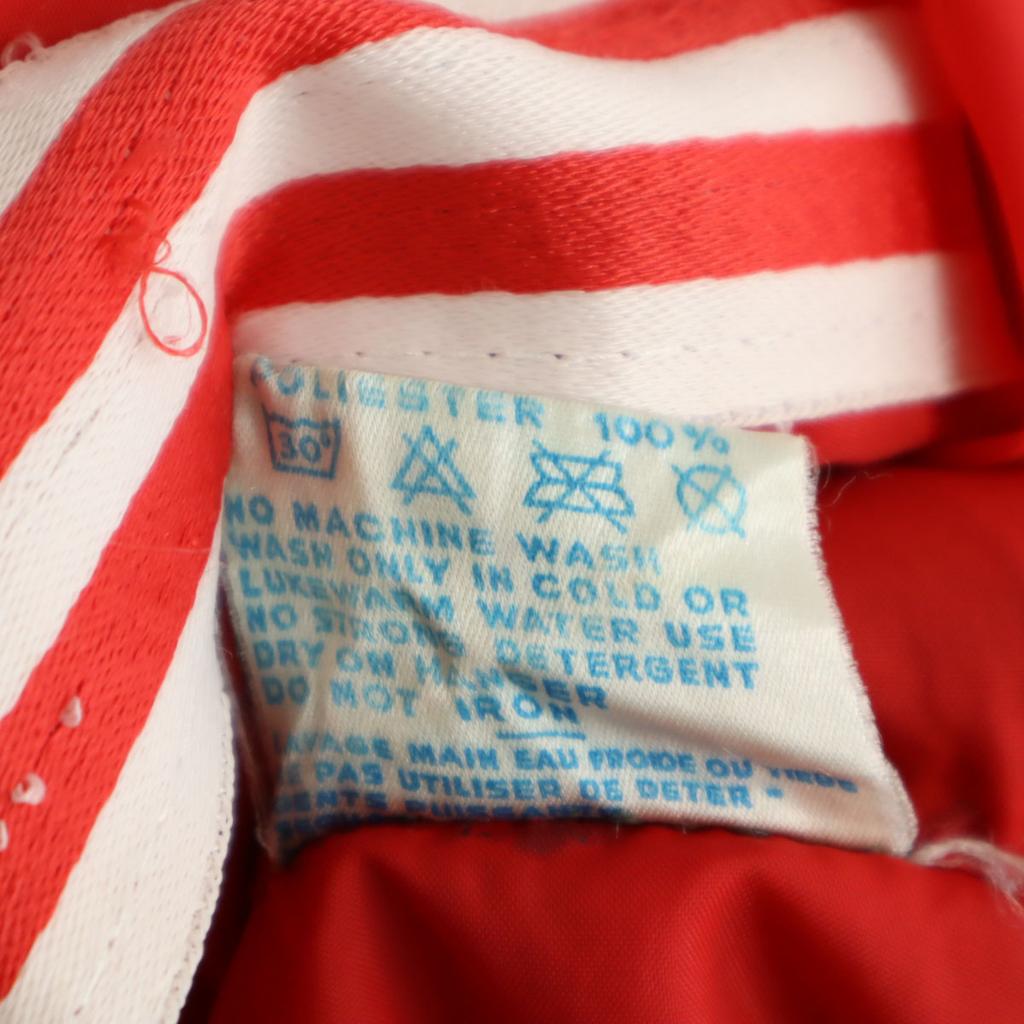 POLIESTER 100%
30°
NO MACHINE WASH
WASH ONLY IN COLD OR
LUKEWARM WATER USE
NO STRONG DETERGENT
DRY ON HANGER
DO NOT IRON
LAVAGE MAIN EAU FROIDE OU TIEDE
NE PAS UTILISER DE DETER -
GENTS PUISSANTS